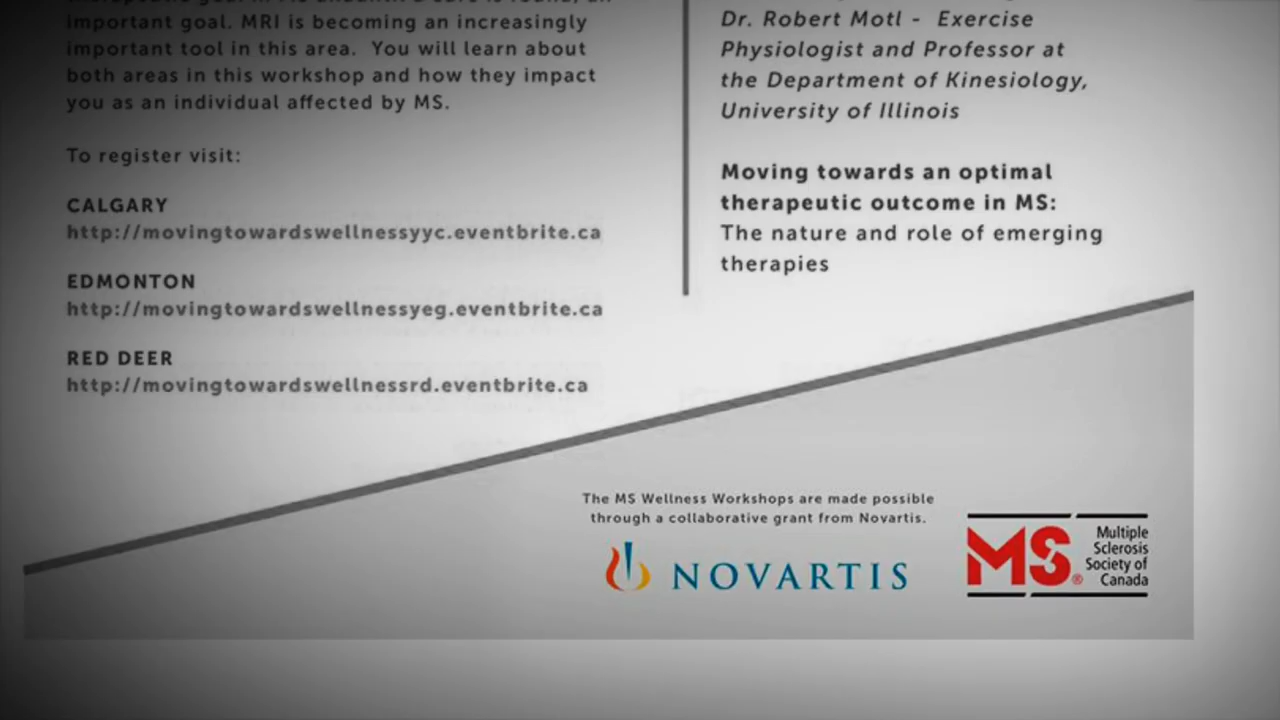 important goal. MRI is becoming an increasingly
important tool in this area. You will learn about
both areas in this workshop and how they impact
you as an individual affected by MS.
To register visit:
CALGARY
http://movingtowardswellnessyyc.eventbrite.ca
EDMONTON
http://movingtowardswellnessyeg.eventbrite.ca
RED DEER
http://movingtowardswellnessrd.eventbrite.ca
Dr. Robert Motl - Exercise
Physiologist and Professor at
the Department of Kinesiology,
University of Illinois
Moving towards an optimal
therapeutic outcome in MS:
The nature and role of emerging
therapies
The MS Wellness Workshops are made possible
through a collaborative grant from Novartis.
NOVARTIS
MS®
Multiple
Sclerosis
Society of
Canada